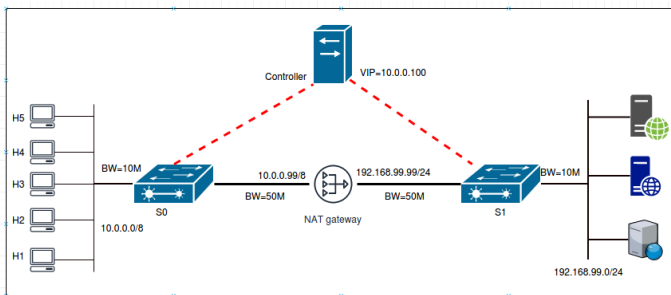 Controller
VIP=10.0.0.100
H5
H4
H3
H2
H1
BW=10M
10.0.0.0/8
S0
10.0.0.99/8
BW=50M
NAT gateway
192.168.99.99/24
BW=50M
S1
BW=10M
192.168.99.0/24